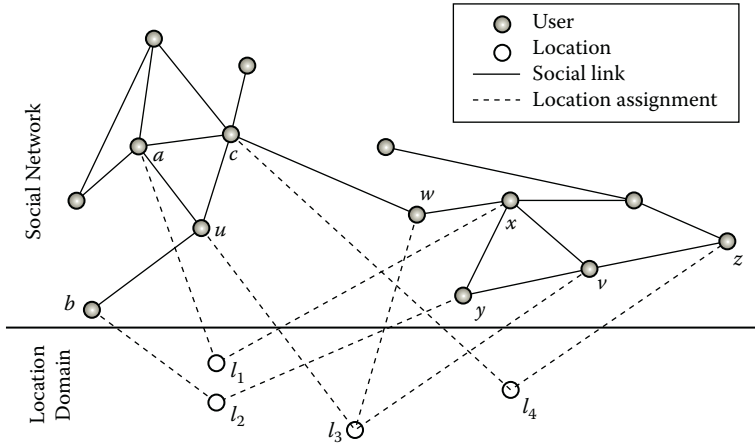 User
Location
Social link
Location assignment
Social Network
a
c
w
x
u
z
v
b
y
Location
Domain
l1
l2
l3
l4